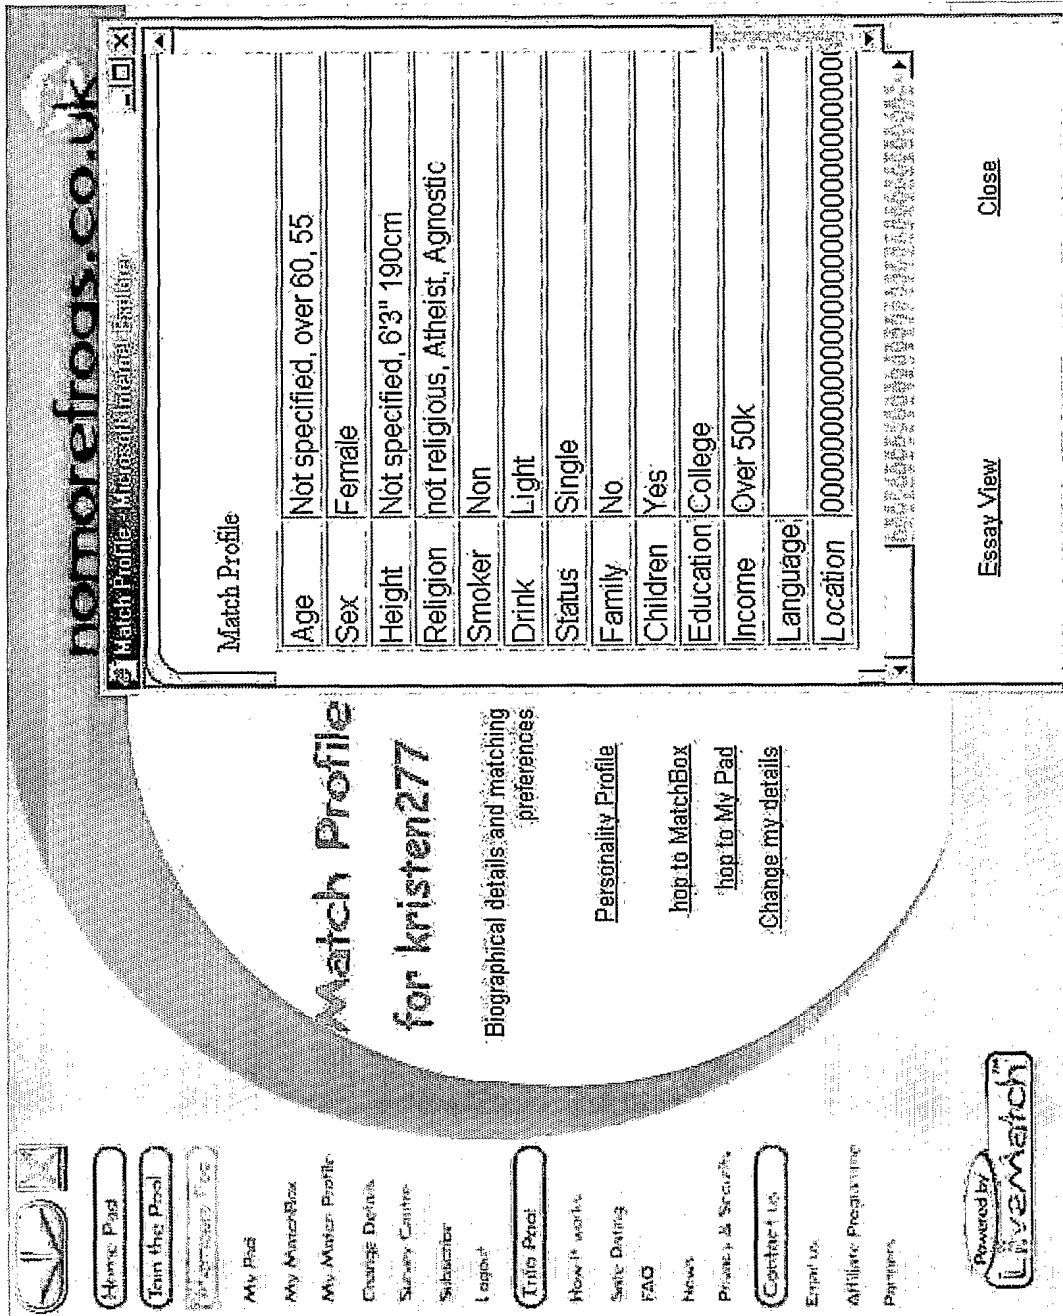 nomorefrogs.co.uk
Home Pad
Join the Pool
My Pad
My MatchBox
My Match Profile
Change Details
Survey Centre
Subscribe
Logout
Info Pool
How it works
Safe Dating
FAQ
News
Privacy & Security
Contact us
Email us
Affiliate Programme
Partners
Powered by
LiveMatch™
Match Profile
for kristen277
Biographical details and matching
preferences
Personality Profile
hop to MatchBox
hop to My Pad
Change my details
Match Profile - Microsoft Internet Explorer
Match Profile
Age Not specified, over 60, 55
Sex Female
Height Not specified, 6'3" 190cm
Religion not religious, Atheist, Agnostic
Smoker Non
Drink Light
Status Single
Family No
Children Yes
Education College
Income Over 50k
Language
Location
Essay View Close